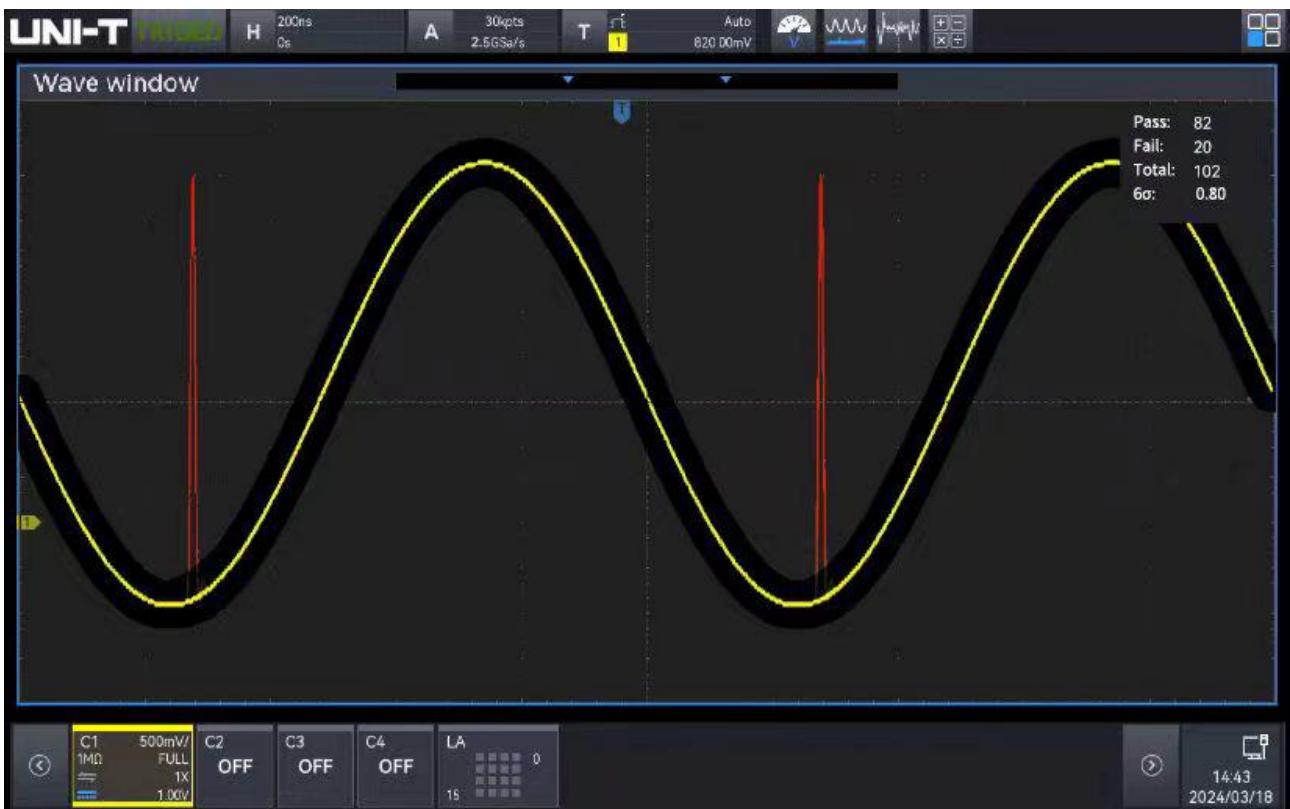 UNI-T TRIGED H 200ns A 30kpts T Auto
0s 2.5GSa/s 1 820.00mV
V
Wave window
T
Pass: 82
Fail: 20
Total: 102
6σ: 0.80
1
C1 500mV/ C2 C3 C4 LA
1MΩ FULL OFF OFF OFF 0
1X
1.00V 15
14:43
2024/03/18